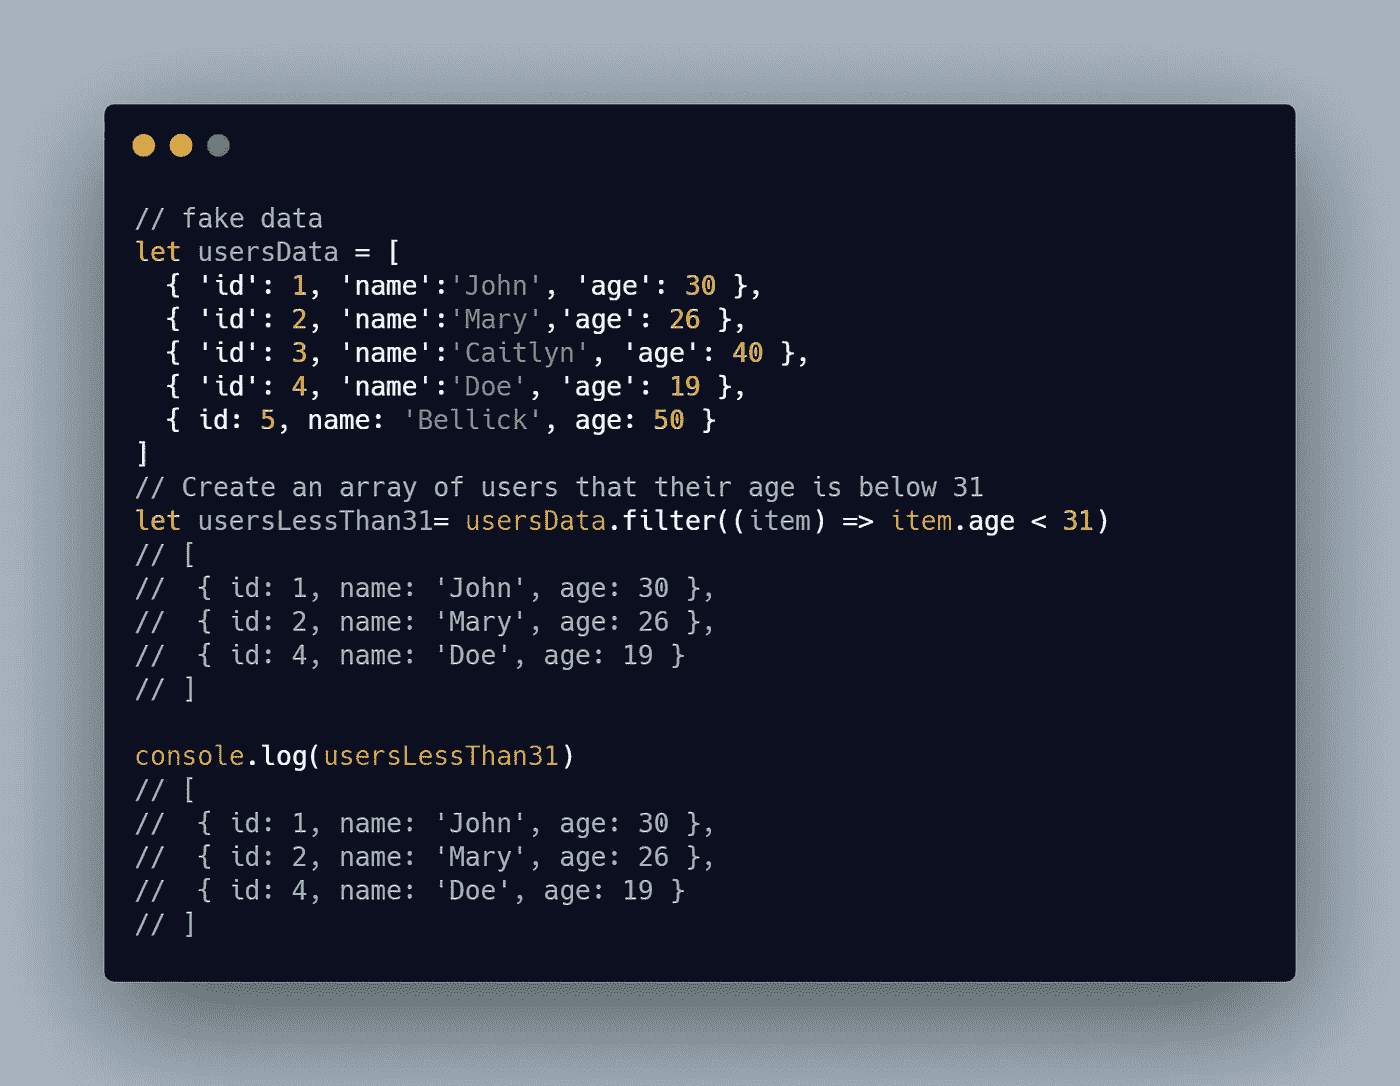 // fake data
let usersData = [
  { 'id': 1, 'name':'John', 'age': 30 },
  { 'id': 2, 'name':'Mary','age': 26 },
  { 'id': 3, 'name':'Caitlyn', 'age': 40 },
  { 'id': 4, 'name':'Doe', 'age': 19 },
  { id: 5, name: 'Bellick', age: 50 }
]
// Create an array of users that their age is below 31
let usersLessThan31= usersData.filter((item) => item.age < 31)
// [
//  { id: 1, name: 'John', age: 30 },
//  { id: 2, name: 'Mary', age: 26 },
//  { id: 4, name: 'Doe', age: 19 }
// ]

console.log(usersLessThan31)
// [
//  { id: 1, name: 'John', age: 30 },
//  { id: 2, name: 'Mary', age: 26 },
//  { id: 4, name: 'Doe', age: 19 }
// ]